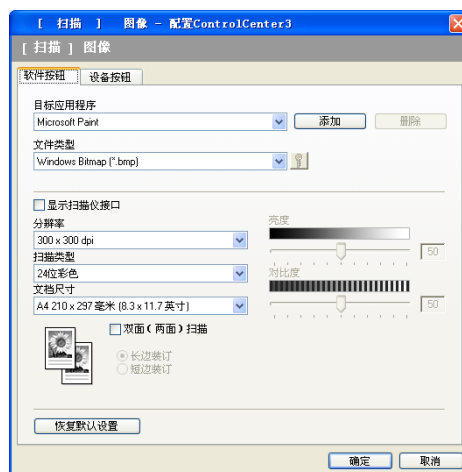 [ 扫描 ] 图像 - 配置ControlCenter3
[ 扫描 ] 图像
软件按钮 设备按钮
目标应用程序
Microsoft Paint 添加 删除
文件类型
Windows Bitmap (*.bmp)
显示扫描仪接口
分辨率 亮度
300 x 300 dpi 50
扫描类型
24位彩色 对比度
文档尺寸
A4 210 x 297 毫米 (8.3 x 11.7 英寸) 50
双面(两面)扫描
长边装订
短边装订
恢复默认设置
确定 取消